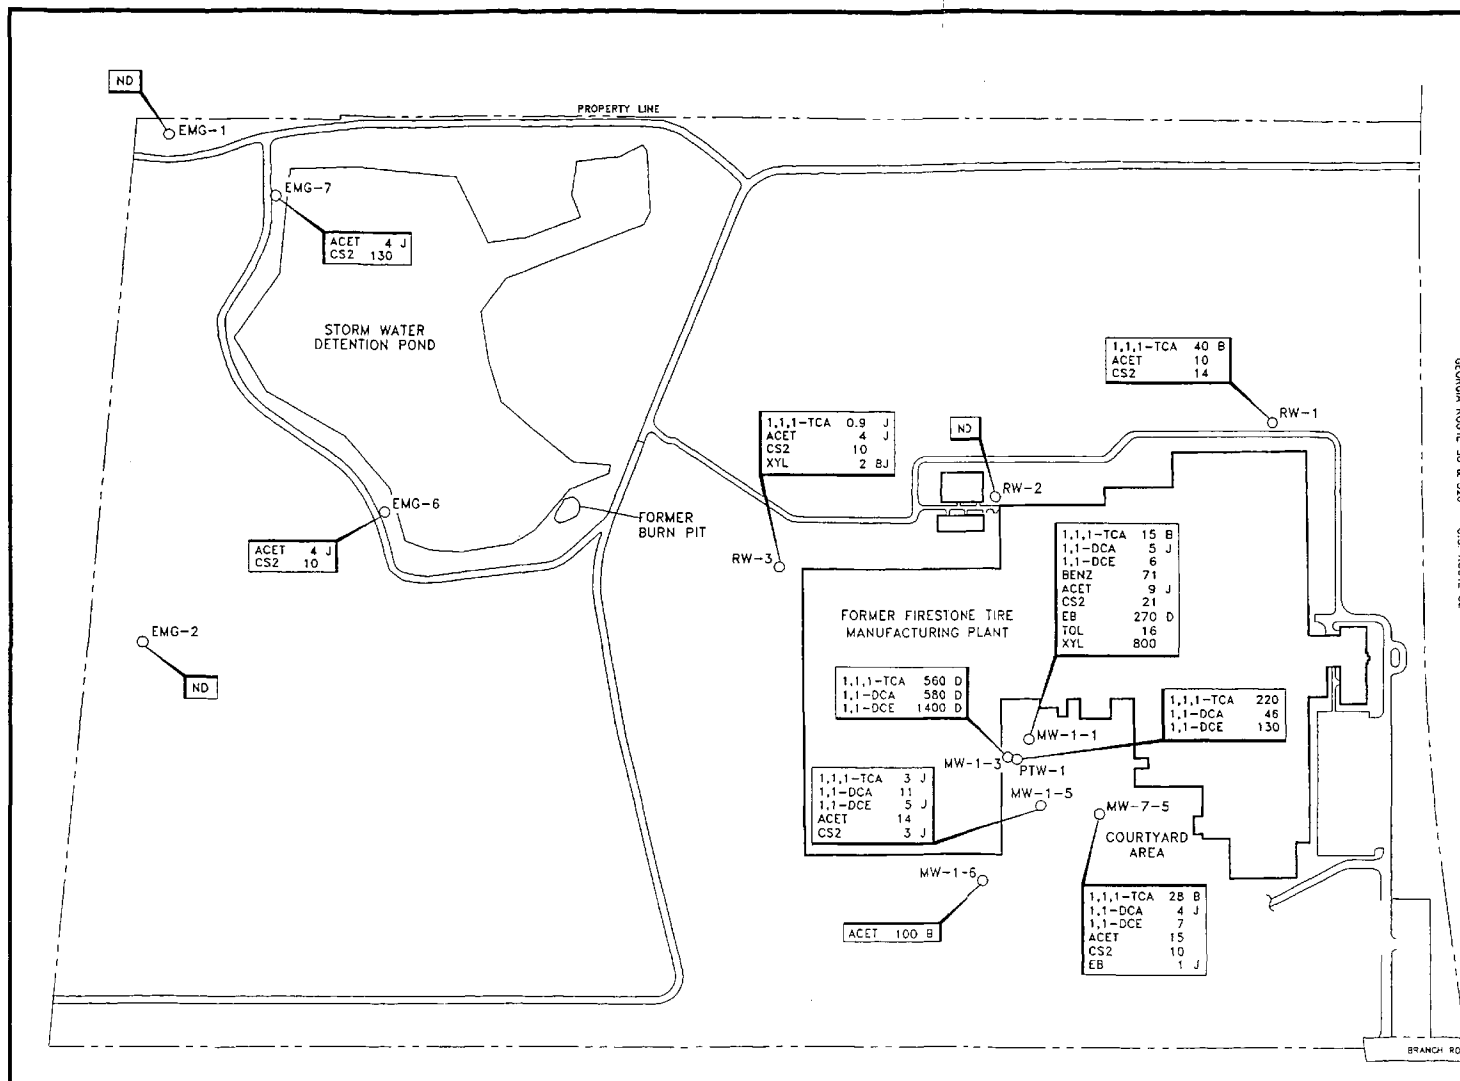 ND
EMG-1
PROPERTY LINE
EMG-7
ACET 4 J
CS2 130
STORM WATER
DETENTION POND
1,1,1-TCA 40 B
ACET 10
CS2 14
RW-1
1,1,1-TCA 0.9 J
ACET 4 J
CS2 10
XYL 2 BJ
ND
RW-2
EMG-6
FORMER
BURN PIT
ACET 4 J
CS2 10
RW-3
1,1,1-TCA 15 B
1,1-DCA 5 J
1,1-DCE 6
BENZ 71
ACET 9 J
CS2 21
EB 270 D
TOL 16
XYL 800
FORMER FIRESTONE TIRE
MANUFACTURING PLANT
EMG-2
ND
1,1,1-TCA 560 D
1,1-DCA 580 D
1,1-DCE 1400 D
1,1,1-TCA 220
1,1-DCA 46
1,1-DCE 130
MW-1-1
MW-1-3
PTW-1
1,1,1-TCA 3 J
1,1-DCA 11
1,1-DCE 5 J
ACET 14
CS2 3 J
MW-1-5
MW-7-5
COURTYARD
AREA
MW-1-6
ACET 100 B
1,1,1-TCA 28 B
1,1-DCA 4 J
1,1-DCE 7
ACET 15
CS2 10
EB 1 J
BRANCH RO